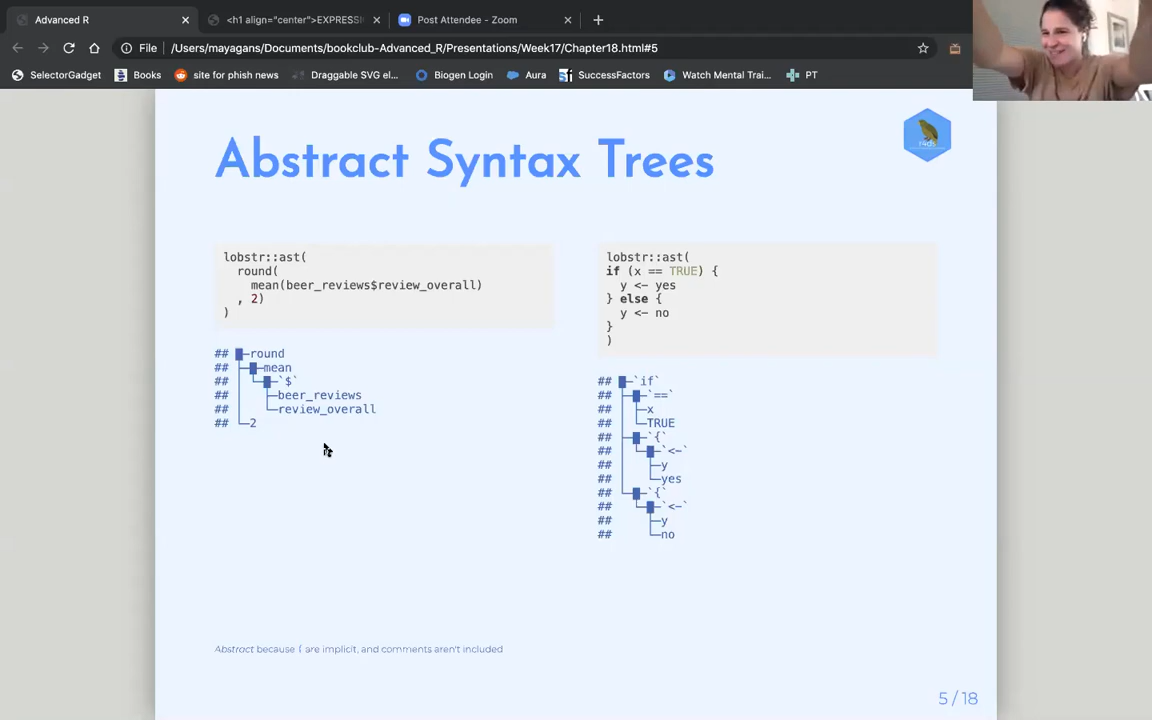 Advanced R
<h1 align="center">EXPRESSI
Post Attendee - Zoom
File
/Users/mayagans/Documents/bookclub-Advanced_R/Presentations/Week17/Chapter18.html#5
SelectorGadget
Books
site for phish news
Draggable SVG el...
Biogen Login
Aura
SuccessFactors
Watch Mental Trai...
PT
Abstract Syntax Trees
r4ds
lobstr::ast(
round(
mean(beer_reviews$review_overall)
, 2)
)
## █─round
## ├─█─mean
## │ └─█─`$`
## │   ├─beer_reviews
## │   └─review_overall
## └─2
lobstr::ast(
if (x == TRUE) {
y <- yes
} else {
y <- no
}
)
## █─`if`
## ├─█─`==`
## │ ├─x
## │ └─TRUE
## ├─█─`{`
## │ └─█─`<-`
## │   ├─y
## │   └─yes
## └─█─`{`
##   └─█─`<-`
##     ├─y
##     └─no
Abstract because { are implicit, and comments aren't included
5 / 18